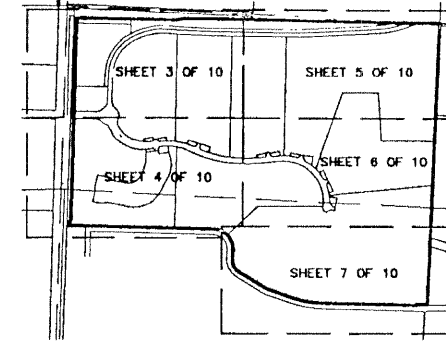 SHEET 3 OF 10
SHEET 5 OF 10
SHEET 4 OF 10
SHEET 6 OF 10
SHEET 7 OF 10